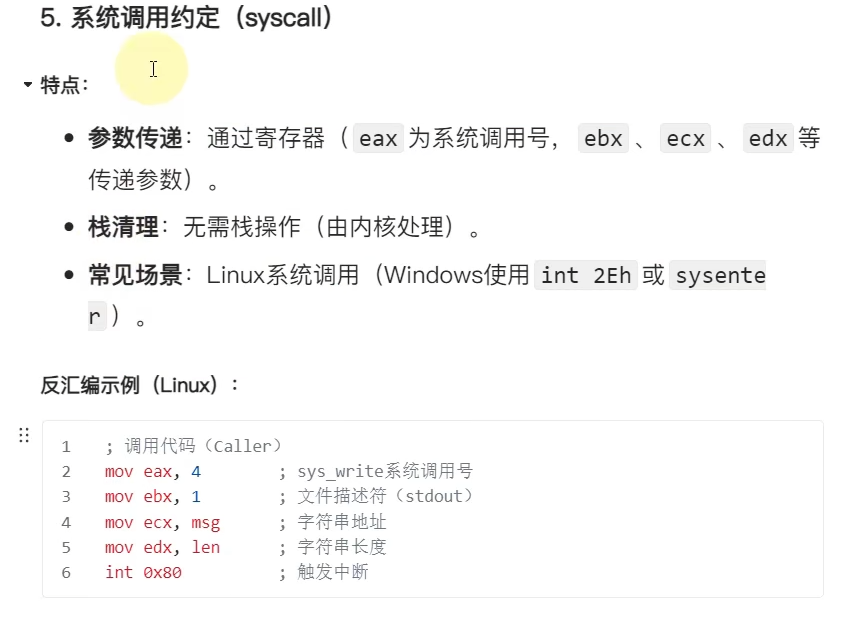 5. 系统调用约定（syscall）
特点：
参数传递：通过寄存器（ eax 为系统调用号， ebx 、 ecx 、 edx 等
传递参数）。
栈清理：无需栈操作（由内核处理）。
常见场景：Linux系统调用（Windows使用 int 2Eh 或 sysente
r ）。
反汇编示例（Linux）：
1 ; 调用代码（Caller）
2 mov eax, 4 ; sys_write系统调用号
3 mov ebx, 1 ; 文件描述符（stdout）
4 mov ecx, msg ; 字符串地址
5 mov edx, len ; 字符串长度
6 int 0x80 ; 触发中断